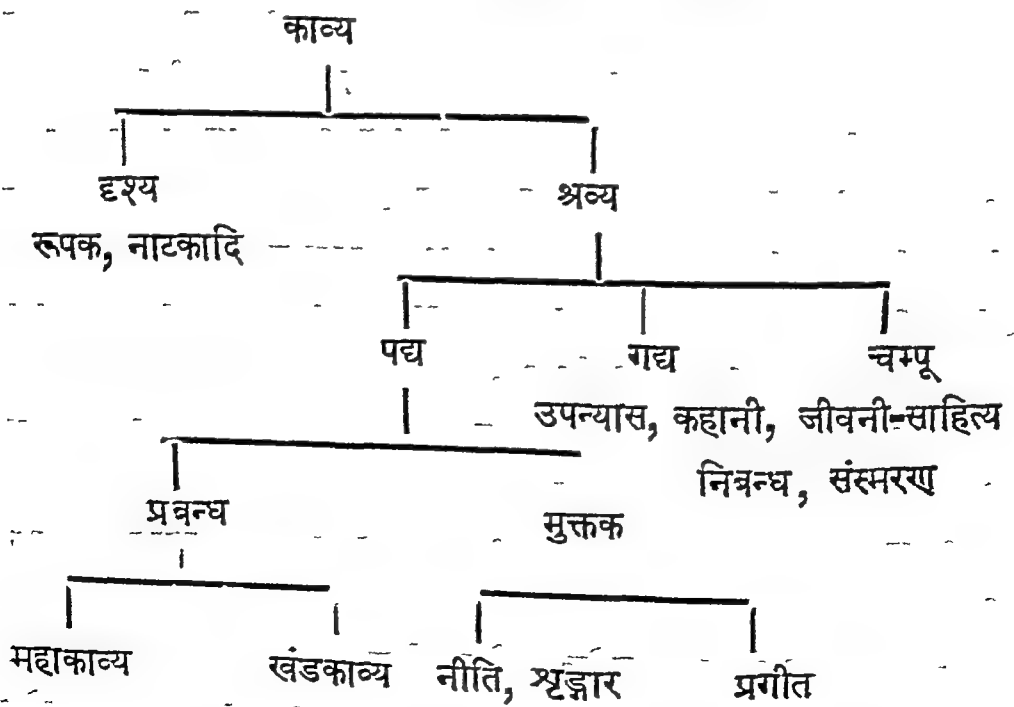 काव्य
दृश्य
श्रव्य
रूपक, नाटकादि
पद्य
गद्य
चम्पू
उपन्यास, कहानी, जीवनी-साहित्य
निबन्ध, संस्मरण
प्रबन्ध
मुक्तक
महाकाव्य
खंडकाव्य
नीति, शृङ्गार
प्रगीत